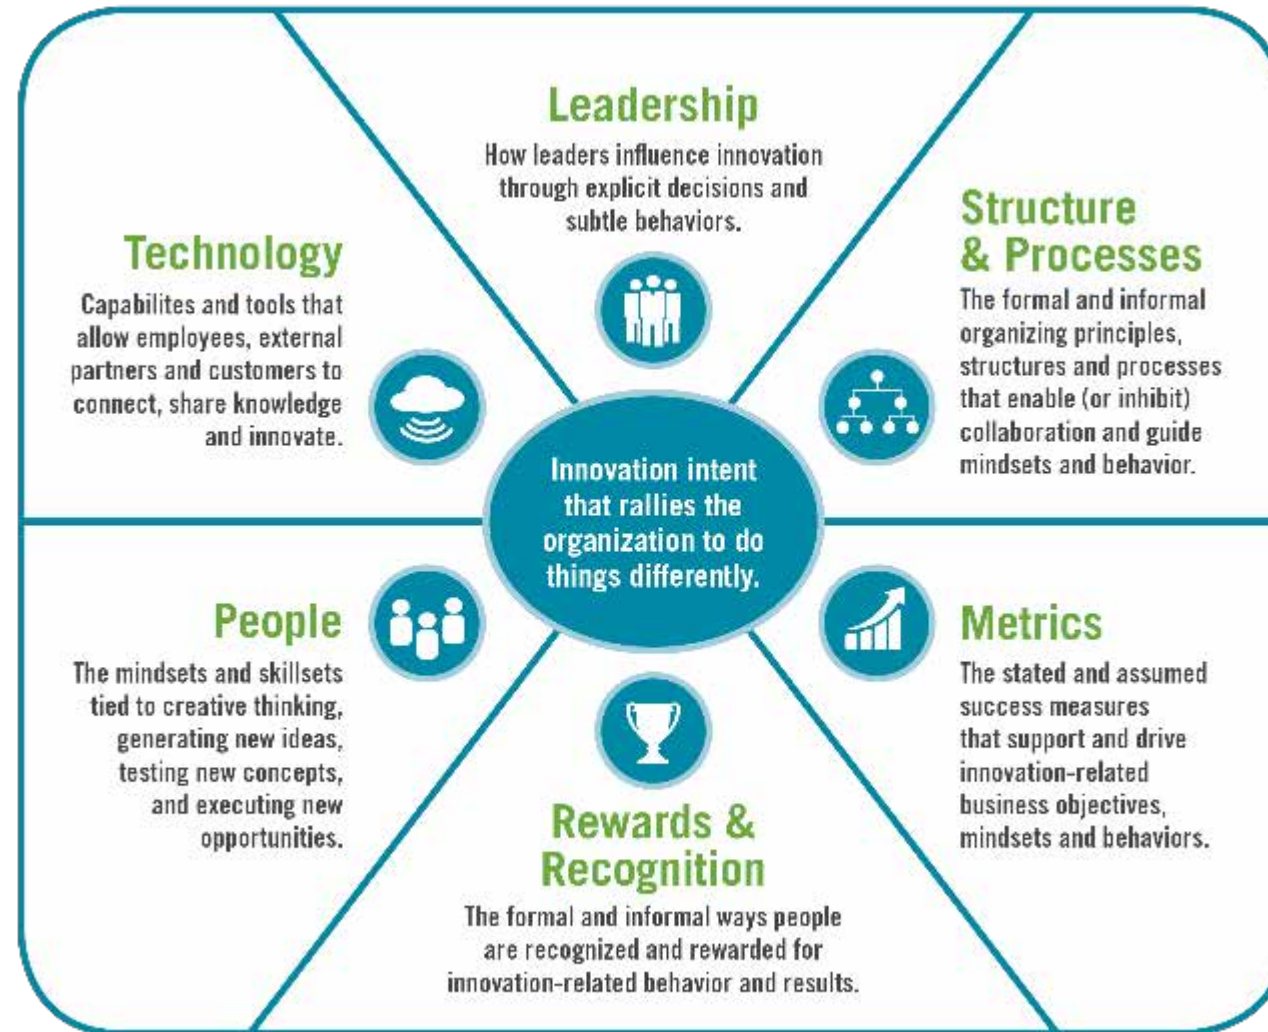 Leadership
How leaders influence innovation
through explicit decisions and
subtle behaviors.
Structure
& Processes
The formal and informal
organizing principles,
structures and processes
that enable (or inhibit)
collaboration and guide
mindsets and behavior.
Technology
Capabilites and tools that
allow employees, external
partners and customers to
connect, share knowledge
and innovate.
Innovation intent
that rallies the
organization to do
things differently.
People
The mindsets and skillsets
tied to creative thinking,
generating new ideas,
testing new concepts,
and executing new
opportunities.
Metrics
The stated and assumed
success measures
that support and drive
innovation-related
business objectives,
mindsets and behaviors.
Rewards &
Recognition
The formal and informal ways people
are recognized and rewarded for
innovation-related behavior and results.